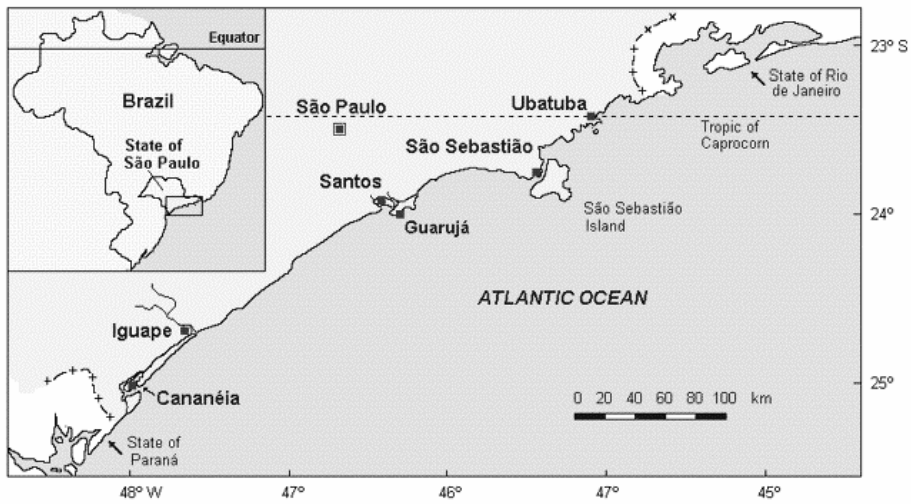 Equator
23° S
Brazil
State of
São Paulo
São Paulo
Ubatuba
State of Rio
de Janeiro
Tropic of
Caprocorn
São Sebastião
Santos
Guarujá
São Sebastião
Island
24°
ATLANTIC OCEAN
Iguape
25°
Cananéia
0 20 40 60 80 100 km
State of
Paraná
48° W 47° 46° 47° 45°